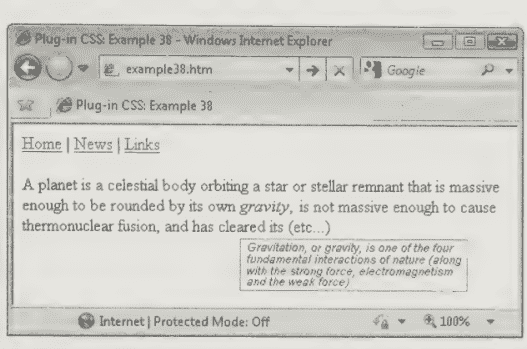 Plug-in CSS: Example 38 - Windows Internet Explorer
example38.htm
Google
Plug-in CSS: Example 38
Home | News | Links
A planet is a celestial body orbiting a star or stellar remnant that is massive
enough to be rounded by its own gravity, is not massive enough to cause
thermonuclear fusion, and has cleared its (etc...)
Gravitation, or gravity, is one of the four
fundamental interactions of nature (along
with the strong force, electromagnetism
and the weak force)
Internet | Protected Mode: Off
100%